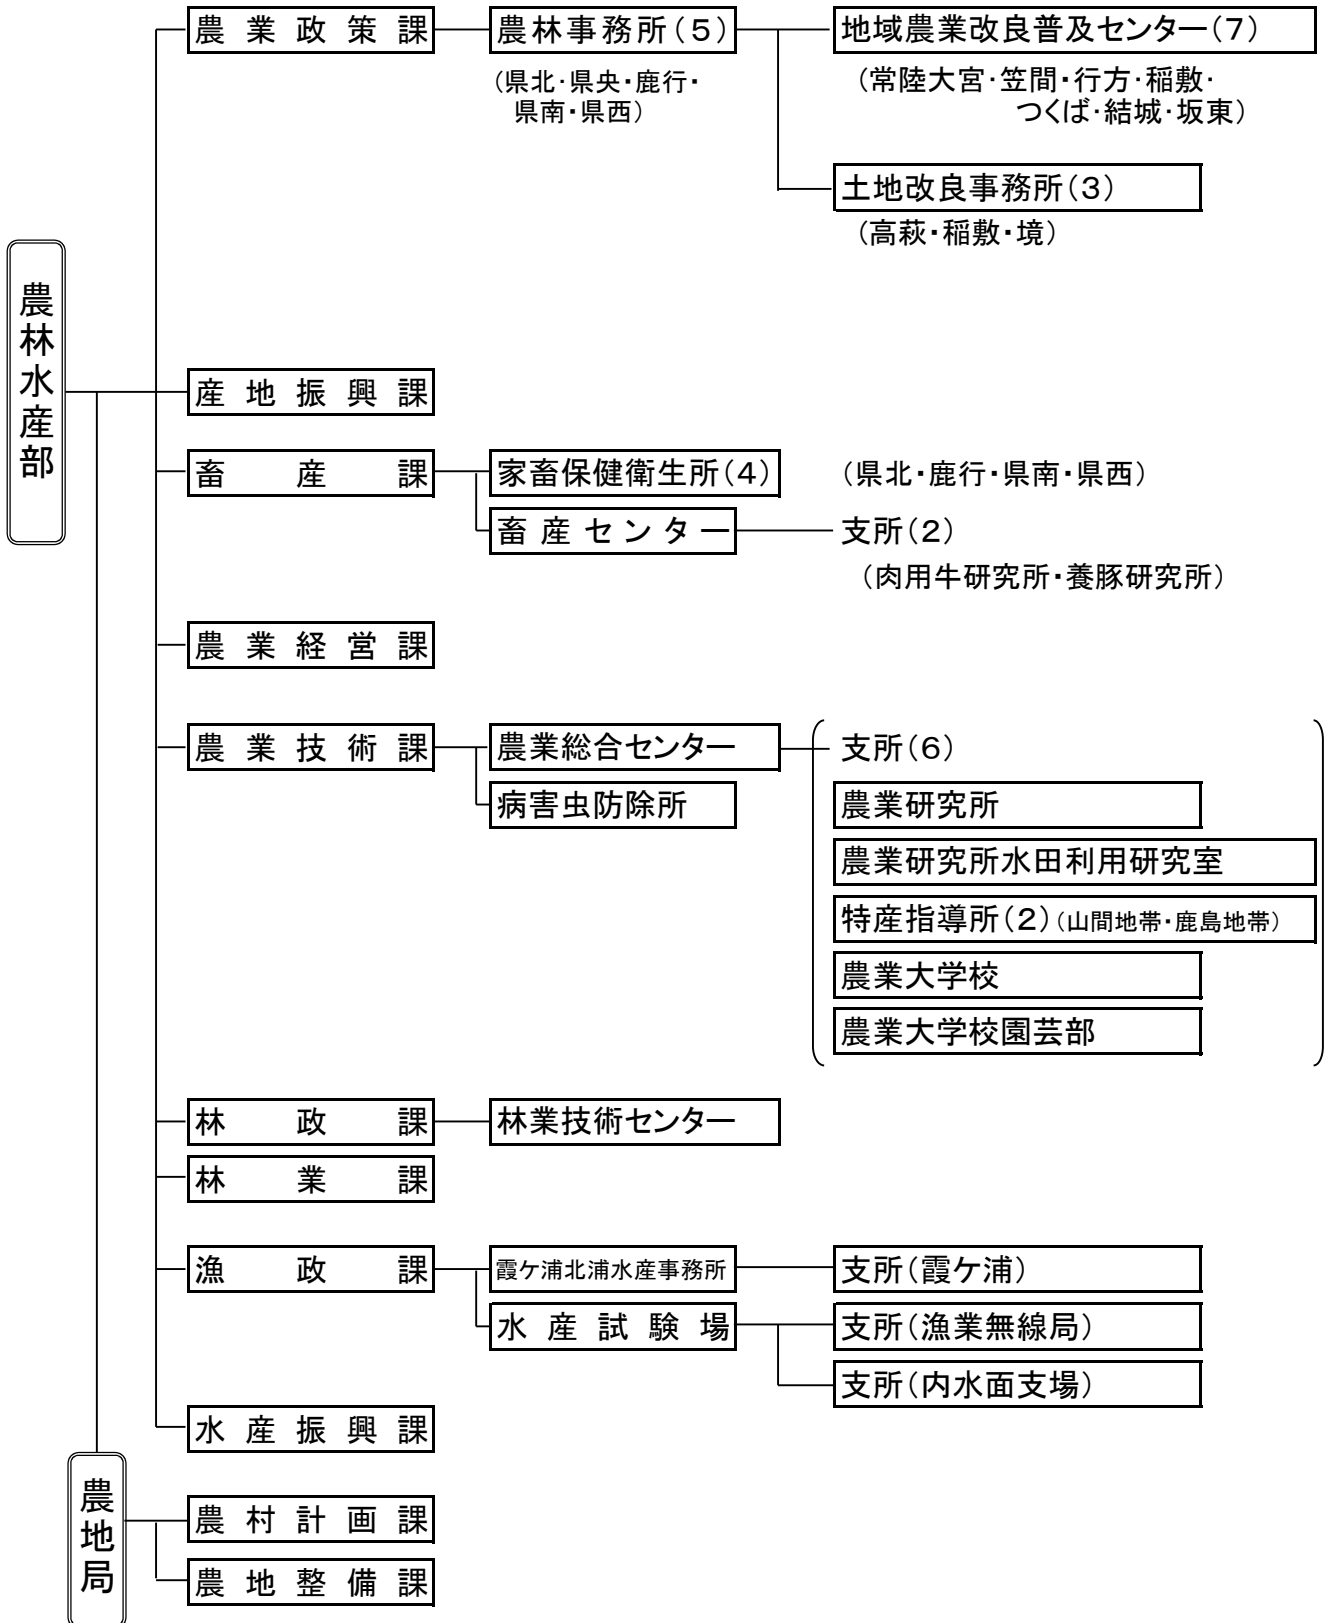 農林水産部
農業政策課
農林事務所(5)
(県北・県央・鹿行・
県南・県西)
地域農業改良普及センター(7)
(常陸大宮・笠間・行方・稲敷・
つくば・結城・坂東)
土地改良事務所(3)
(高萩・稲敷・境)
産地振興課
畜産課
家畜保健衛生所(4)
(県北・鹿行・県南・県西)
畜産センター
支所(2)
(肉用牛研究所・養豚研究所)
農業経営課
農業技術課
農業総合センター
病害虫防除所
支所(6)
農業研究所
農業研究所水田利用研究室
特産指導所(2)(山間地帯・鹿島地帯)
農業大学校
農業大学校園芸部
林政課
林業技術センター
林業課
漁政課
霞ケ浦北浦水産事務所
支所(霞ケ浦)
水産試験場
支所(漁業無線局)
支所(内水面支場)
水産振興課
農地局
農村計画課
農地整備課